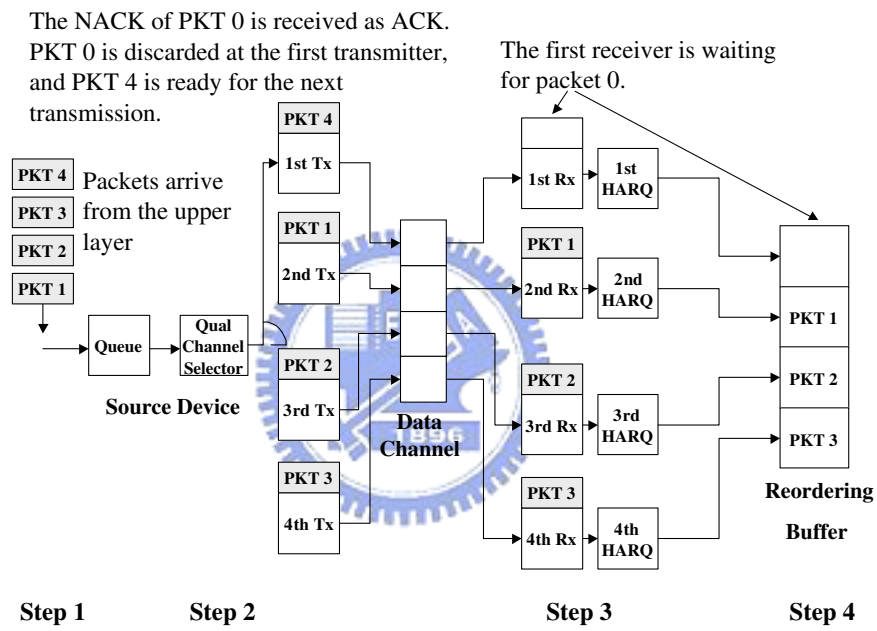 The NACK of PKT 0 is received as ACK.
PKT 0 is discarded at the first transmitter,
and PKT 4 is ready for the next
transmission.
The first receiver is waiting
for packet 0.
PKT 4
PKT 3
PKT 2
PKT 1
Packets arrive
from the upper
layer
Queue
Qual
Channel
Selector
Source Device
PKT 4
1st Tx
PKT 1
2nd Tx
PKT 2
3rd Tx
PKT 3
4th Tx
Data
Channel
1896
1st Rx
1st
HARQ
PKT 1
2nd Rx
2nd
HARQ
PKT 2
3rd Rx
3rd
HARQ
PKT 3
4th Rx
4th
HARQ
PKT 1
PKT 2
PKT 3
Reordering
Buffer
Step 1
Step 2
Step 3
Step 4